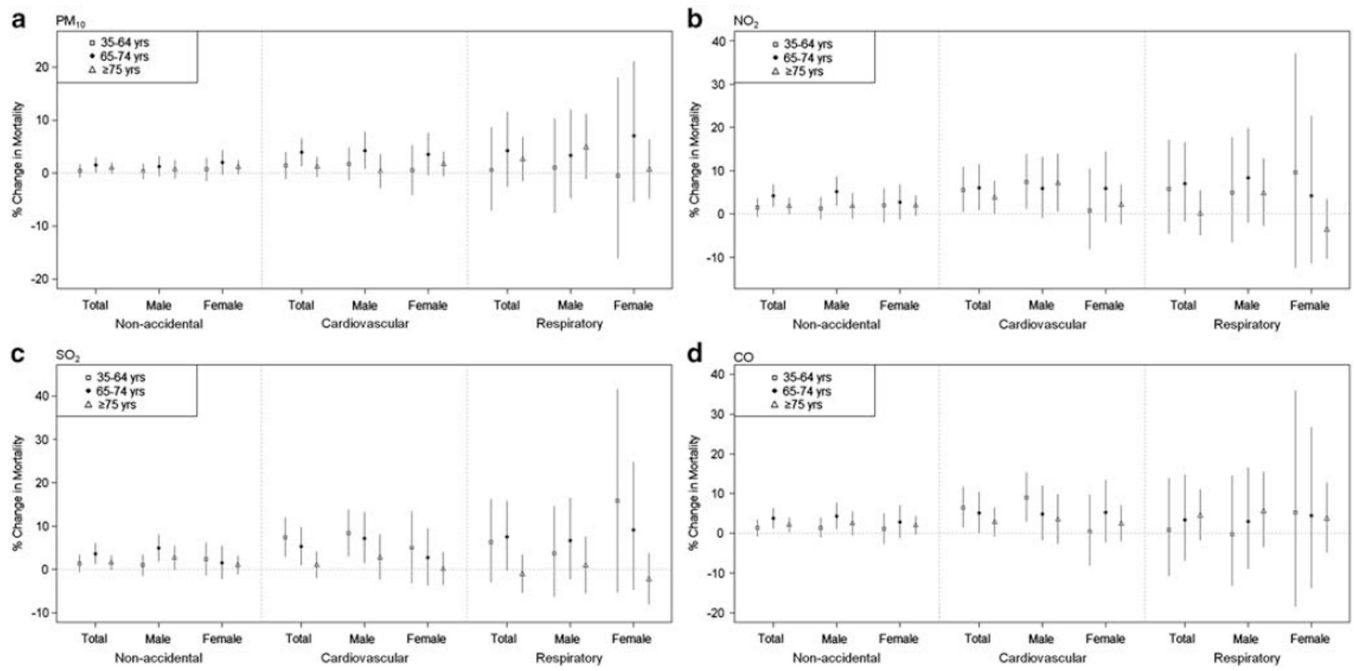 a PM₁₀
□ 35-64 yrs
• 65-74 yrs
△ ≥75 yrs
% Change in Mortality
20
10
0
-10
-20
Total Male Female Total Male Female Total Male Female
Non-accidental Cardiovascular Respiratory
b NO₂
□ 35-64 yrs
• 65-74 yrs
△ ≥75 yrs
% Change in Mortality
40
30
20
10
0
-10
Total Male Female Total Male Female Total Male Female
Non-accidental Cardiovascular Respiratory
c SO₂
□ 35-64 yrs
• 65-74 yrs
△ ≥75 yrs
% Change in Mortality
40
30
20
10
0
-10
Total Male Female Total Male Female Total Male Female
Non-accidental Cardiovascular Respiratory
d CO
□ 35-64 yrs
• 65-74 yrs
△ ≥75 yrs
% Change in Mortality
40
30
20
10
0
-10
-20
Total Male Female Total Male Female Total Male Female
Non-accidental Cardiovascular Respiratory